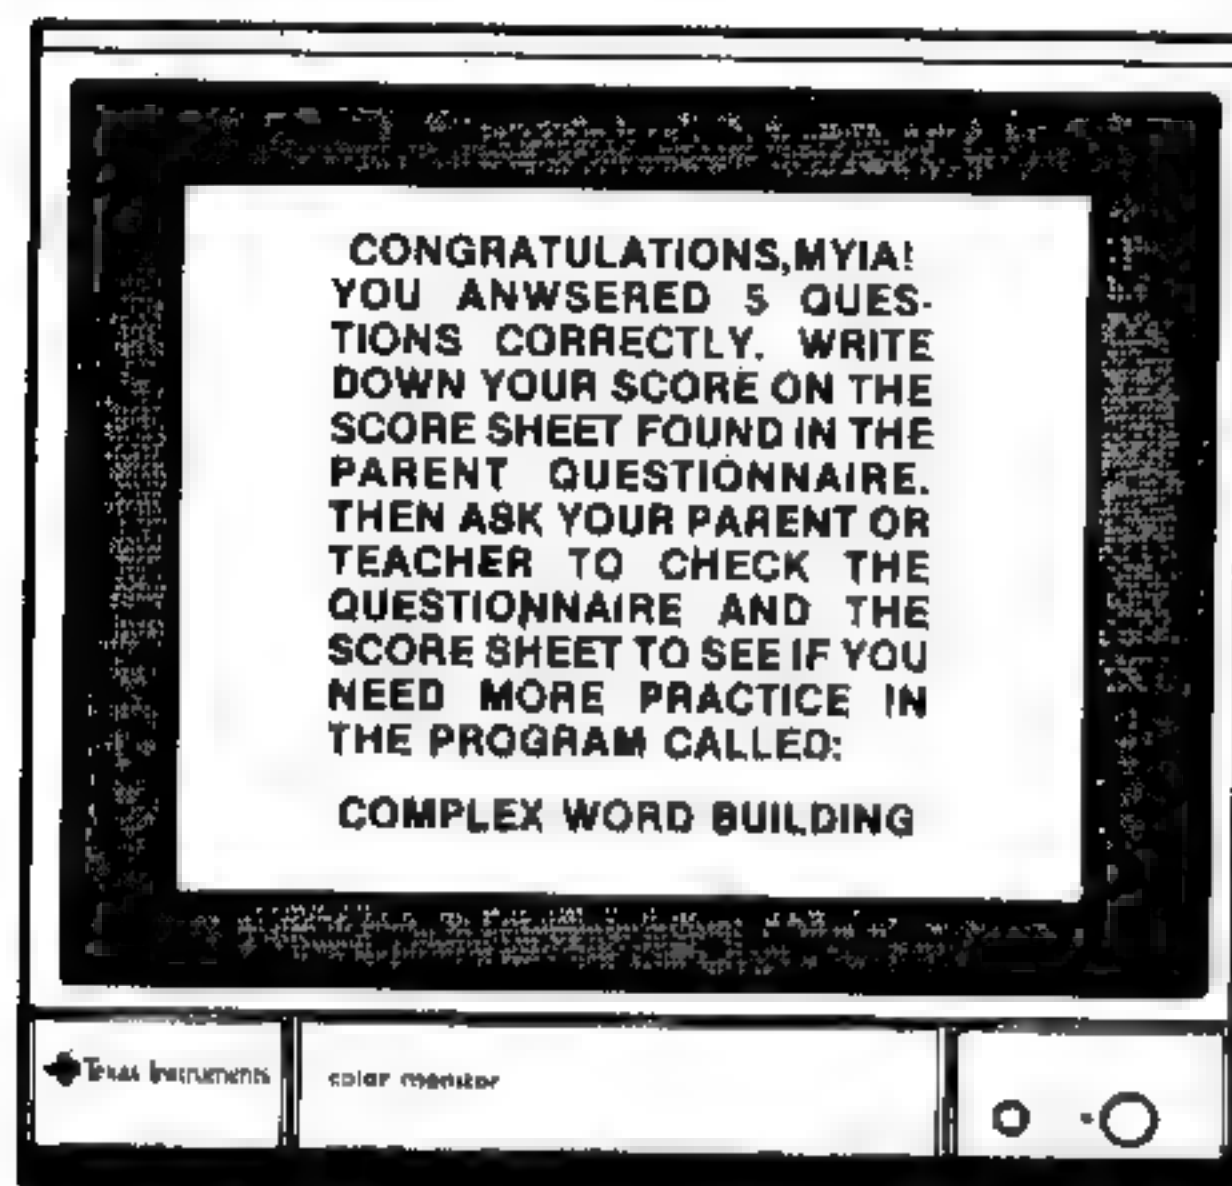 CONGRATULATIONS,MYIA!
YOU ANWSERED 5 QUES-
TIONS CORRECTLY. WRITE
DOWN YOUR SCORE ON THE
SCORE SHEET FOUND IN THE
PARENT QUESTIONNAIRE.
THEN ASK YOUR PARENT OR
TEACHER TO CHECK THE
QUESTIONNAIRE AND THE
SCORE SHEET TO SEE IF YOU
NEED MORE PRACTICE IN
THE PROGRAM CALLED:
COMPLEX WORD BUILDING
Texas Instruments
color monitor